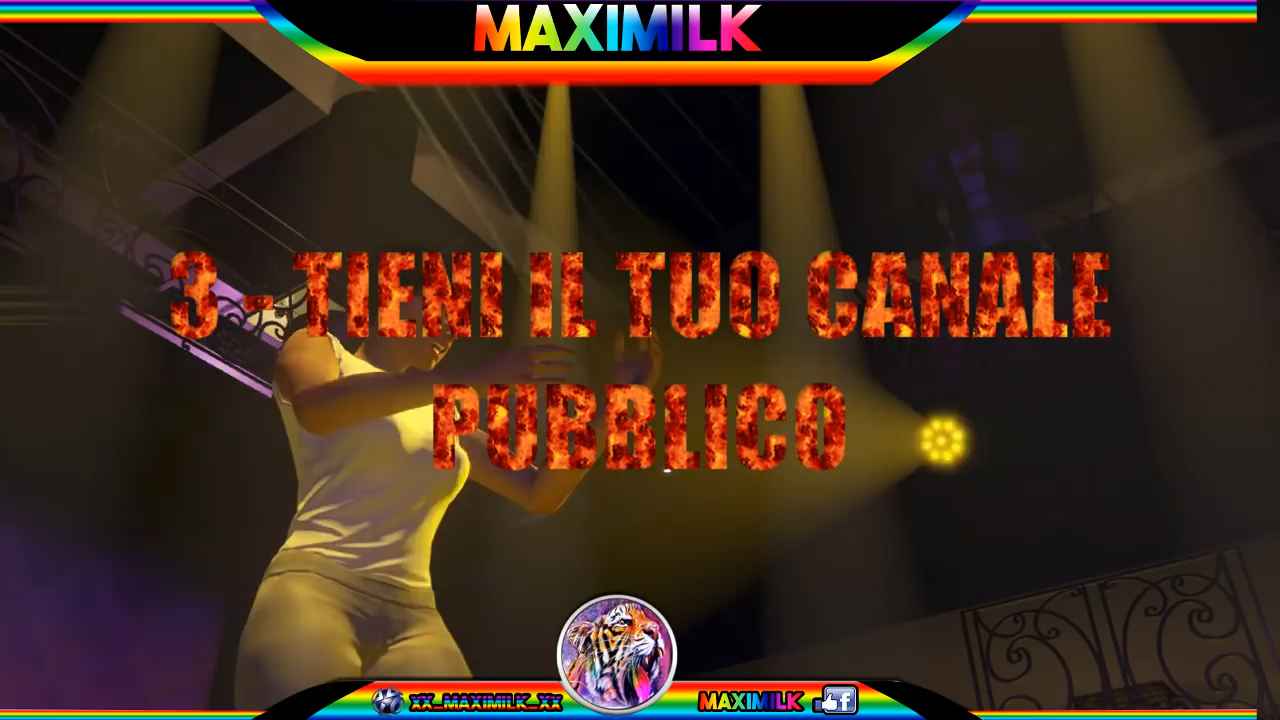 MAXIMILK
3 - TIENI IL TUO CANALE
PUBBLICO
xX_MAXIMILK_Xx
MAXIMILK